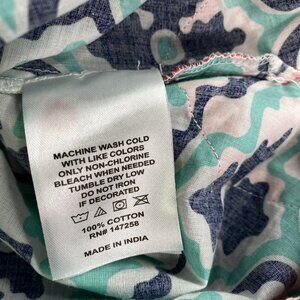 MACHINE WASH COLD
WITH LIKE COLORS
ONLY NON-CHLORINE
BLEACH WHEN NEEDED
TUMBLE DRY LOW
DO NOT IRON
IF DECORATED
100% COTTON
RN# 147258
MADE IN INDIA